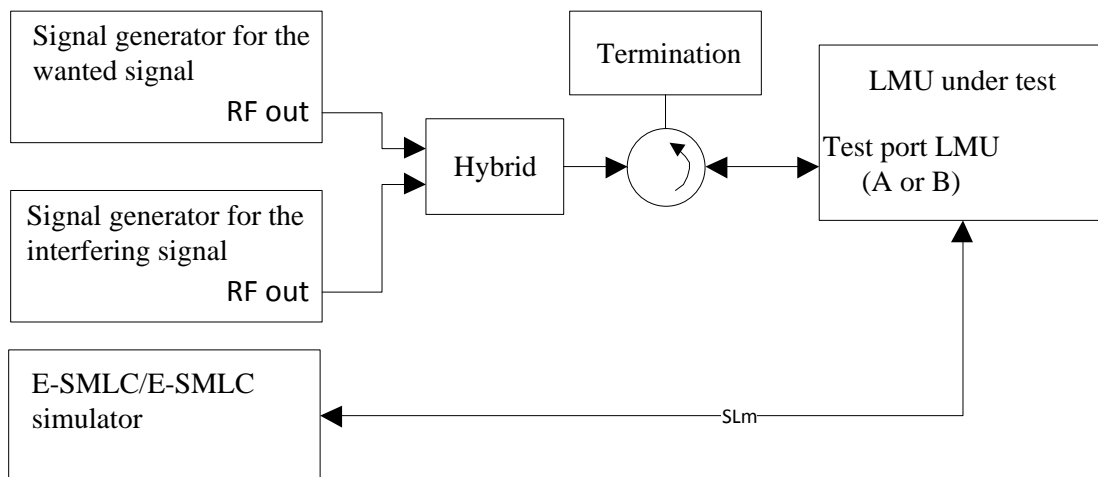 Signal generator for the
wanted signal
RF out
Termination
LMU under test
Test port LMU
(A or B)
Hybrid
Signal generator for the
interfering signal
RF out
E-SMLC/E-SMLC
simulator
SLm